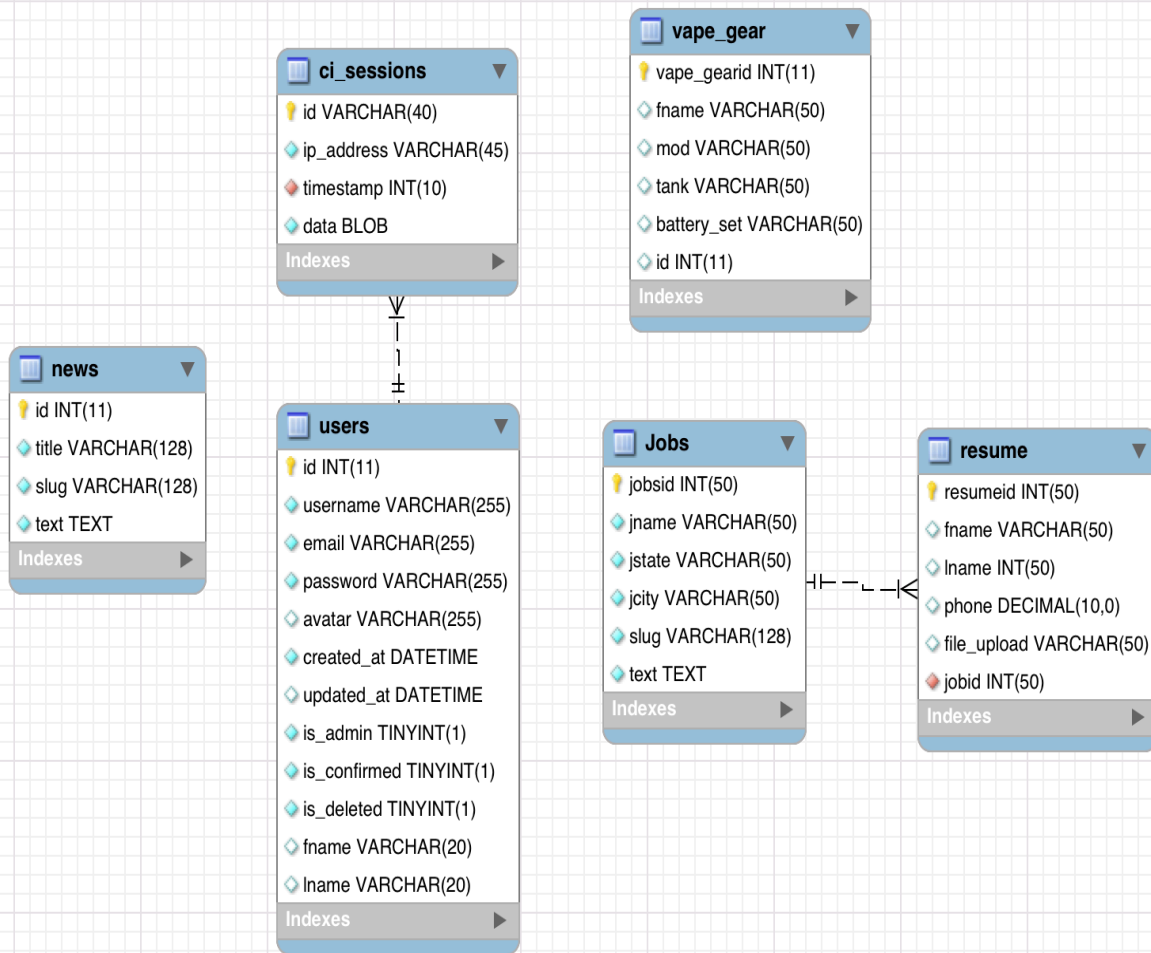 ci_sessions
id VARCHAR(40)
ip_address VARCHAR(45)
timestamp INT(10)
data BLOB
Indexes
vape_gear
vape_gearid INT(11)
fname VARCHAR(50)
mod VARCHAR(50)
tank VARCHAR(50)
battery_set VARCHAR(50)
id INT(11)
Indexes
news
id INT(11)
title VARCHAR(128)
slug VARCHAR(128)
text TEXT
Indexes
users
id INT(11)
username VARCHAR(255)
email VARCHAR(255)
password VARCHAR(255)
avatar VARCHAR(255)
created_at DATETIME
updated_at DATETIME
is_admin TINYINT(1)
is_confirmed TINYINT(1)
is_deleted TINYINT(1)
fname VARCHAR(20)
lname VARCHAR(20)
Indexes
Jobs
jobsid INT(50)
jname VARCHAR(50)
jstate VARCHAR(50)
jcity VARCHAR(50)
slug VARCHAR(128)
text TEXT
Indexes
resume
resumeid INT(50)
fname VARCHAR(50)
lname INT(50)
phone DECIMAL(10,0)
file_upload VARCHAR(50)
jobid INT(50)
Indexes